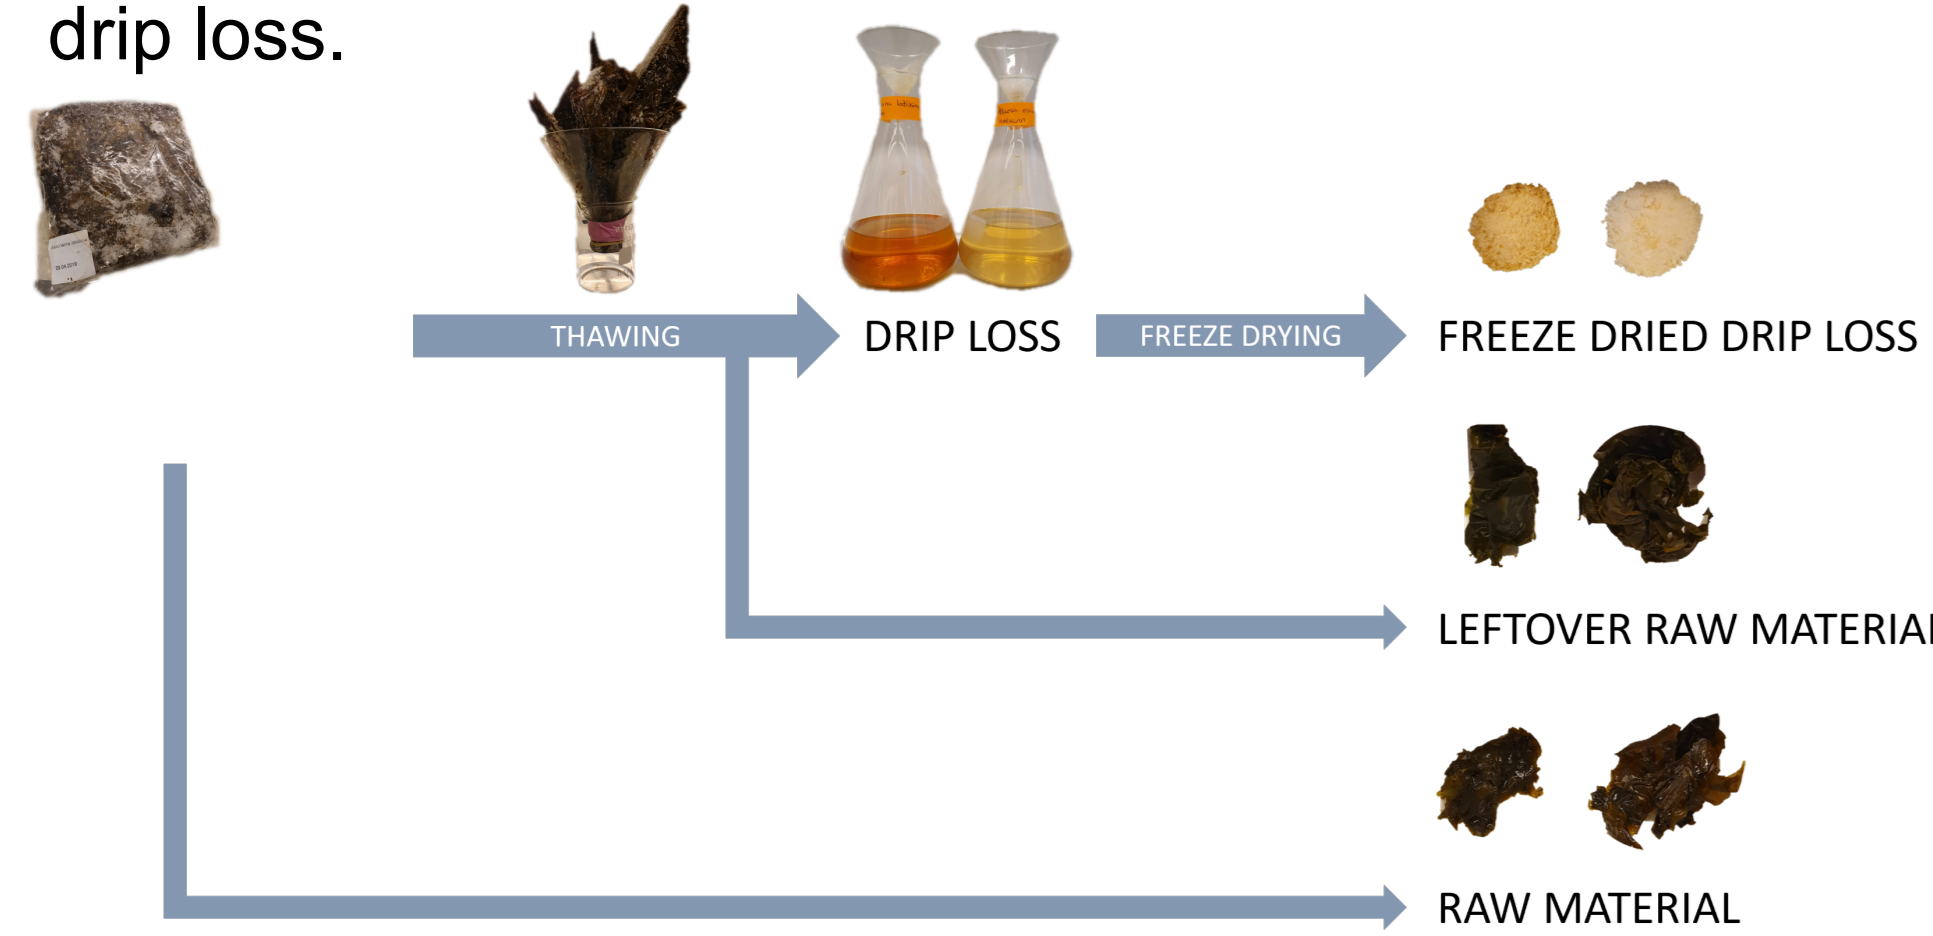 drip loss.
THAWING
DRIP LOSS
FREEZE DRYING
FREEZE DRIED DRIP LOSS
LEFTOVER RAW MATERIAL
RAW MATERIAL